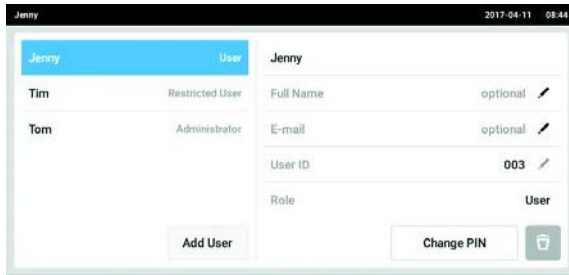 Jenny 2017-04-11 08:44
Jenny User
Tim Restricted User
Tom Administrator
Add User
Jenny
Full Name optional
E-mail optional
User ID 003
Role User
Change PIN